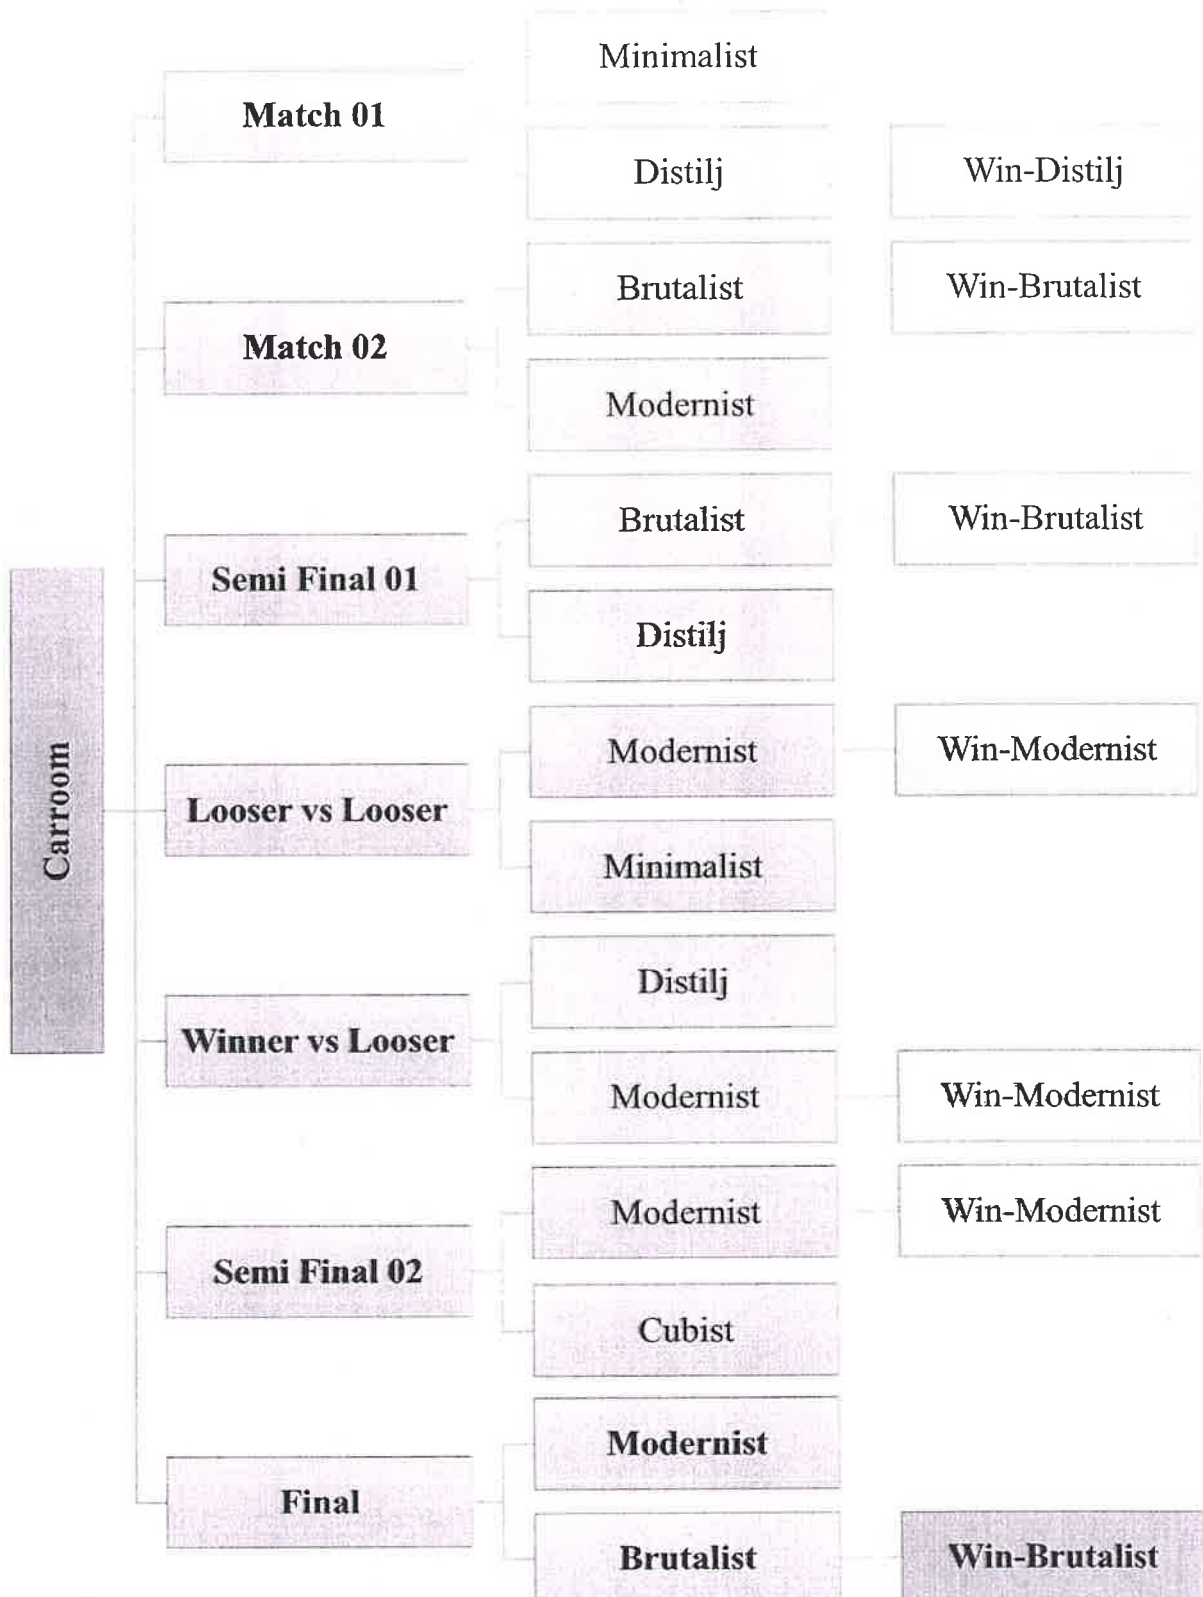 Minimalist
Match 01
Distilj
Win-Distilj
Brutalist
Win-Brutalist
Match 02
Modernist
Brutalist
Win-Brutalist
Semi Final 01
Distilj
Carroom
Modernist
Win-Modernist
Looser vs Looser
Minimalist
Distilj
Winner vs Looser
Modernist
Win-Modernist
Modernist
Win-Modernist
Semi Final 02
Cubist
Modernist
Final
Brutalist
Win-Brutalist